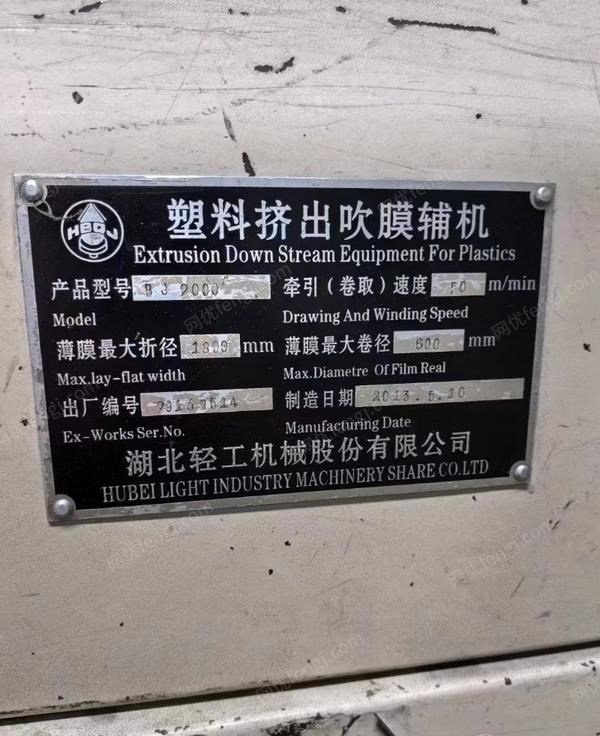 HBQJ
塑料挤出吹膜辅机
Extrusion Down Stream Equipment For Plastics
产品型号 BJ 2000 牵引（卷取）速度 50 m/min
Model Drawing And Winding Speed
薄膜最大折径 1800 mm 薄膜最大卷径 600 mm
Max.lay-flat width Max.Diametre Of Film Real
出厂编号 制造日期 2013.5.16
Ex-Works Ser.No. Manufacturing Date
湖北轻工机械股份有限公司
HUBEI LIGHT INDUSTRY MACHINERY SHARE CO.LTD